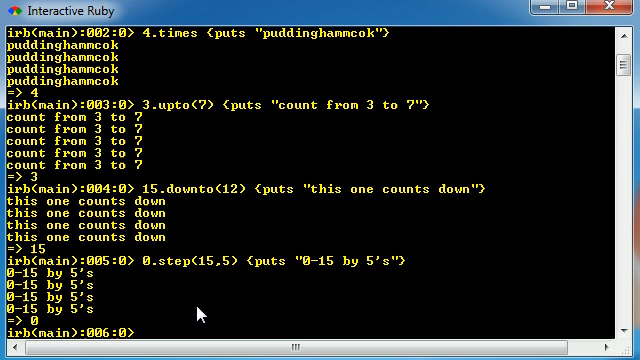 Interactive Ruby
irb(main):002:0> 4.times {puts "puddinghammcok"}
puddinghammcok
puddinghammcok
puddinghammcok
puddinghammcok
=> 4
irb(main):003:0> 3.upto(7) {puts "count from 3 to 7"}
count from 3 to 7
count from 3 to 7
count from 3 to 7
count from 3 to 7
count from 3 to 7
=> 3
irb(main):004:0> 15.downto(12) {puts "this one counts down"}
this one counts down
this one counts down
this one counts down
this one counts down
=> 15
irb(main):005:0> 0.step(15,5) {puts "0-15 by 5's"}
0-15 by 5's
0-15 by 5's
0-15 by 5's
0-15 by 5's
=> 0
irb(main):006:0>